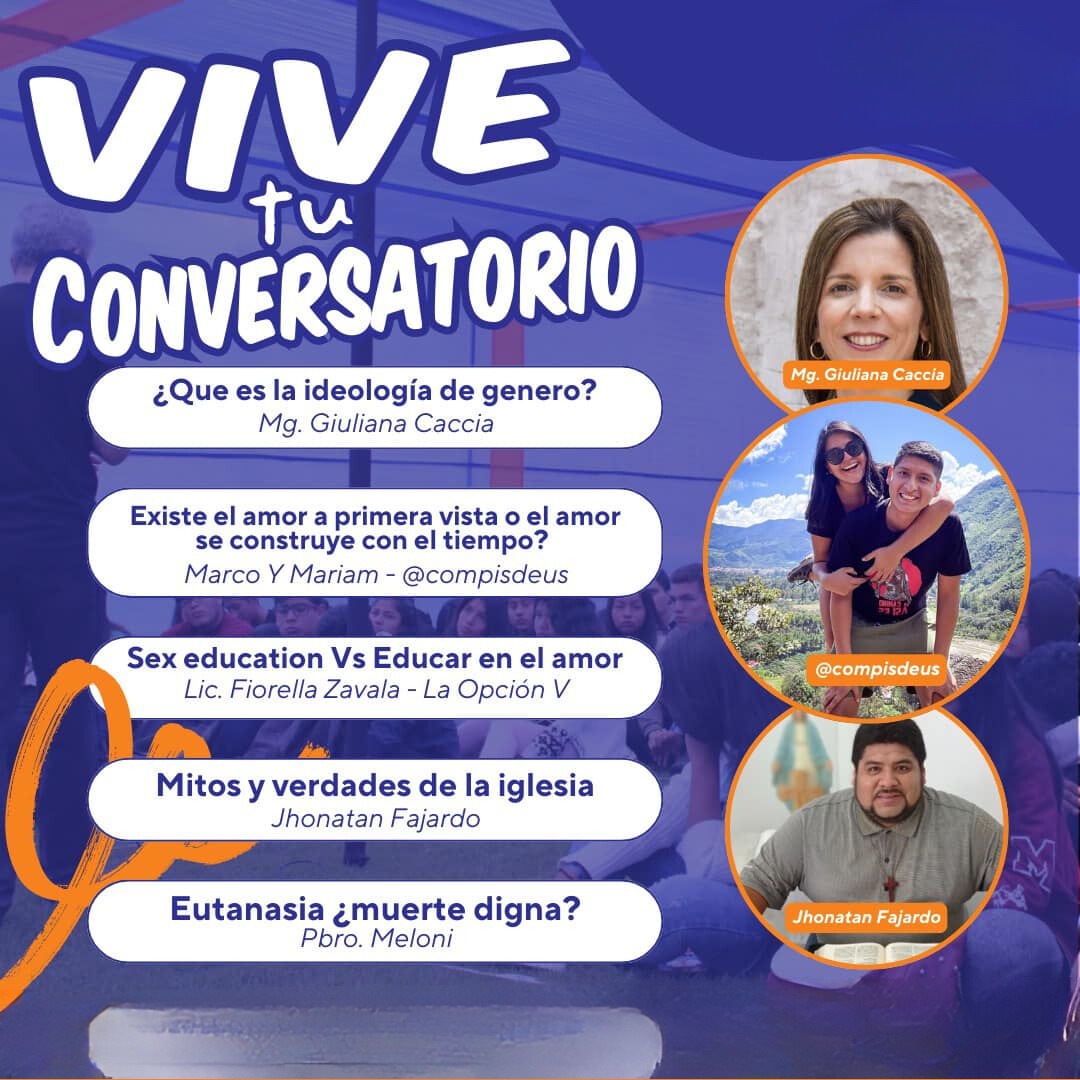 VIVE
tu
CONVERSATORIO
¿Que es la ideología de genero?
Mg. Giuliana Caccia
Existe el amor a primera vista o el amor
se construye con el tiempo?
Marco Y Mariam - @compisdeus
Sex education Vs Educar en el amor
Lic. Fiorella Zavala - La Opción V
Mitos y verdades de la iglesia
Jhonatan Fajardo
Eutanasia ¿muerte digna?
Pbro. Meloni
Mg. Giuliana Caccia
@compisdeus
Jhonatan Fajardo
M